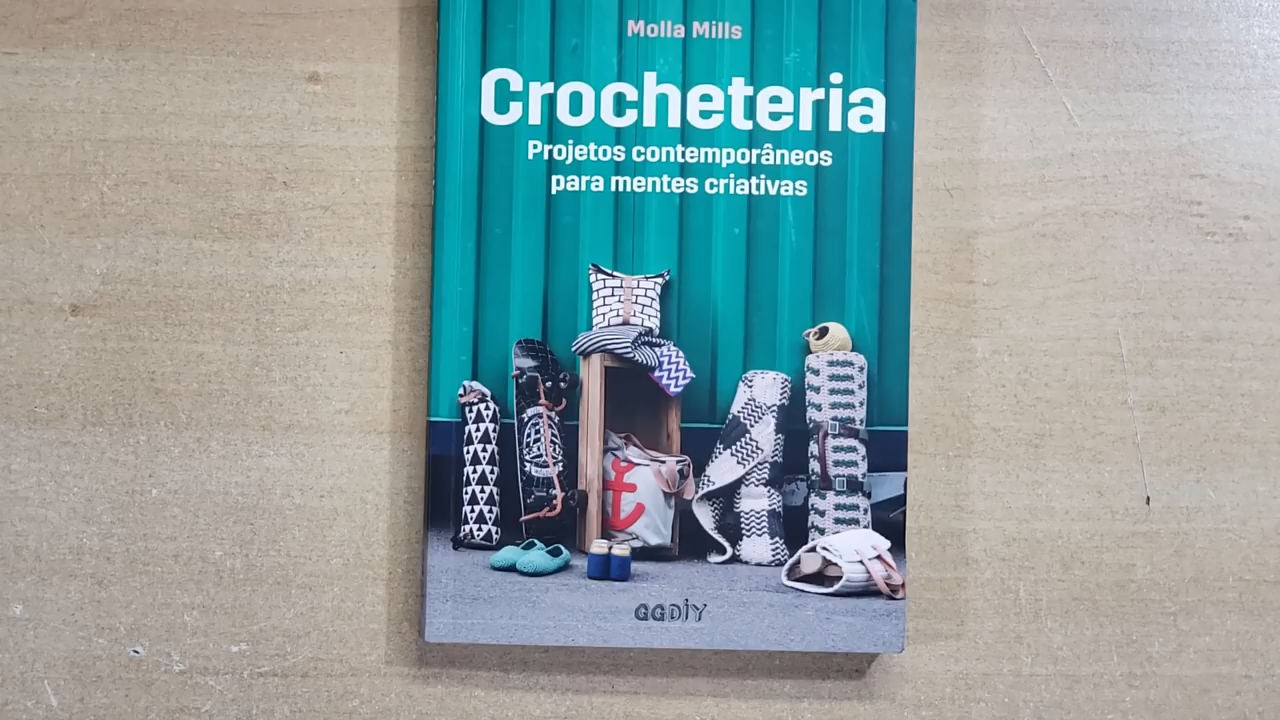 Molla Mills
Crocheteria
Projetos contemporâneos
para mentes criativas
GGDIY